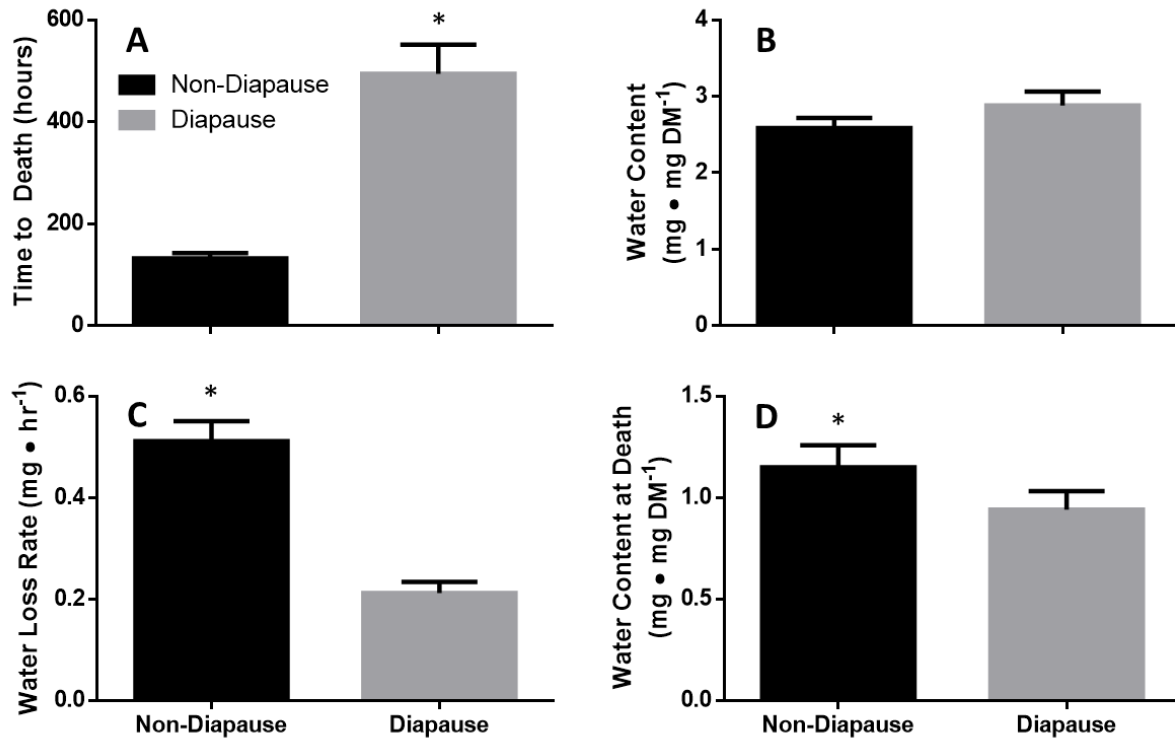 A
Time to Death (hours)
600
400
200
0
*
Non-Diapause
Diapause
B
Water Content
(mg ● mg DM⁻¹)
4
3
2
1
0
C
Water Loss Rate (mg ● hr⁻¹)
0.6
0.4
0.2
0.0
*
Non-Diapause
Diapause
D
Water Content at Death
(mg ● mg DM⁻¹)
1.5
1.0
0.5
0.0
*
Non-Diapause
Diapause